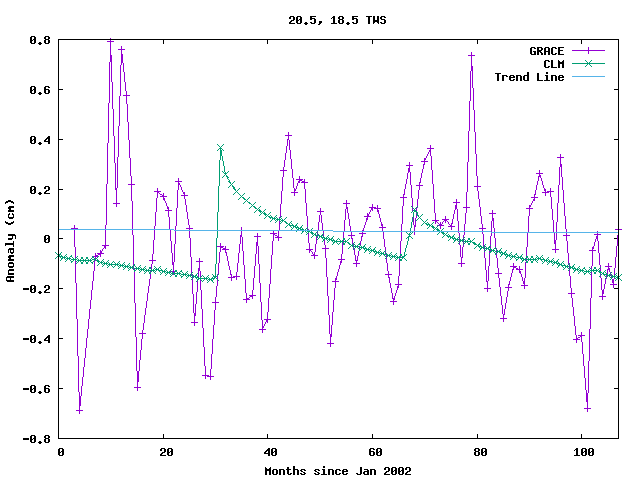 20.5, 18.5 TWS
GRACE
CLM
Trend Line
0.8
0.6
0.4
0.2
0
-0.2
-0.4
-0.6
-0.8
Anomaly (cm)
0 20 40 60 80 100
Months since Jan 2002